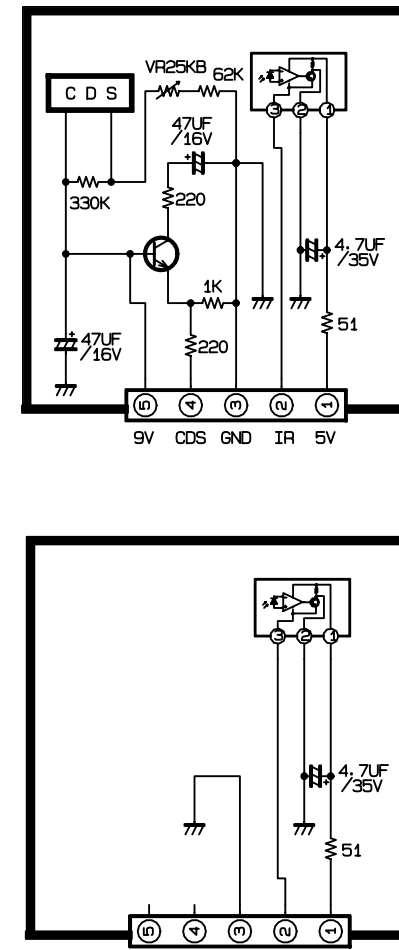 CDS
VR25KB
62K
47UF
/16V
330K
220
③ ② ①
4.7UF
/35V
1K
47UF
/16V
220
51
⑤ ④ ③ ② ①
9V CDS GND IR 5V
③ ② ①
4.7UF
/35V
51
⑤ ④ ③ ② ①